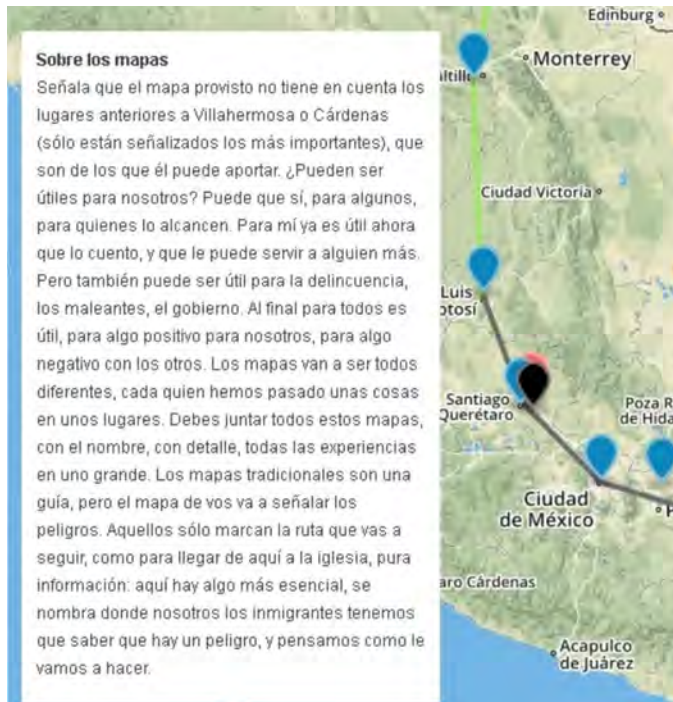 Sobre los mapas
Señala que el mapa provisto no tiene en cuenta los
lugares anteriores a Villahermosa o Cárdenas
(sólo están señalizados los más importantes), que
son de los que él puede aportar. ¿Pueden ser
útiles para nosotros? Puede que sí, para algunos,
para quienes lo alcancen. Para mí ya es útil ahora
que lo cuento, y que le puede servir a alguien más.
Pero también puede ser útil para la delincuencia,
los maleantes, el gobierno. Al final para todos es
útil, para algo positivo para nosotros, para algo
negativo con los otros. Los mapas van a ser todos
diferentes, cada quien hemos pasado unas cosas
en unos lugares. Debes juntar todos estos mapas,
con el nombre, con detalle, todas las experiencias
en uno grande. Los mapas tradicionales son una
guía, pero el mapa de vos va a señalar los
peligros. Aquellos sólo marcan la ruta que vas a
seguir, como para llegar de aquí a la iglesia, pura
información: aquí hay algo más esencial, se
nombra donde nosotros los inmigrantes tenemos
que saber que hay un peligro, y pensamos como le
vamos a hacer.
Edinburg
Monterrey
altillo
Ciudad Victoria
Luis
otosí
Santiago
Querétaro
Poza R
de Hida
Ciudad
de México
P
aro Cárdenas
Acapulco
de Juárez